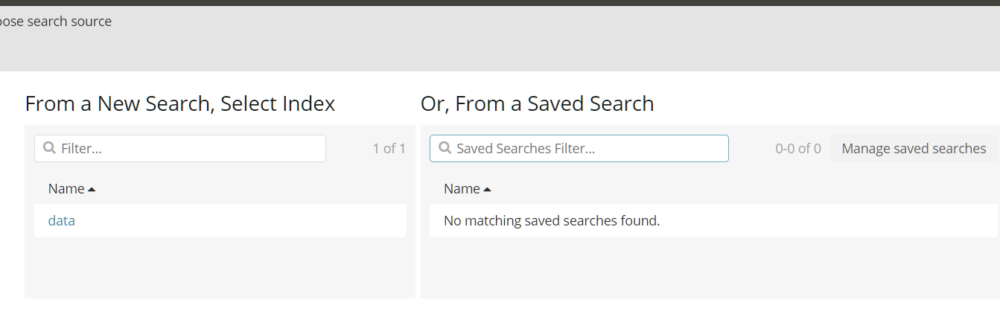 search source
From a New Search, Select Index
Or, From a Saved Search
Filter...
1 of 1
Saved Searches Filter...
0-0 of 0
Manage saved searches
Name
Name
data
No matching saved searches found.